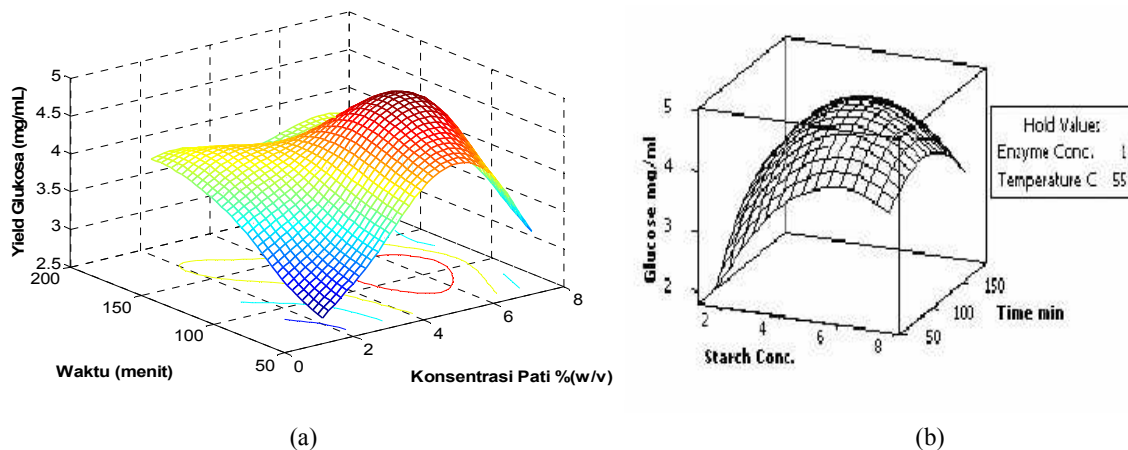 5
4.5
4
3.5
3
2.5
200
150
100
50
0
2
4
6
8
Yield Glukosa (mg/mL)
Waktu (menit)
Konsentrasi Pati %(w/v)
(a)
5
4
3
2
Glucose mg/ml
2
4
6
8
Starch Conc.
50
100
150
Time min
Hold Values
Enzyme Conc. 1
Temperature C 55
(b)